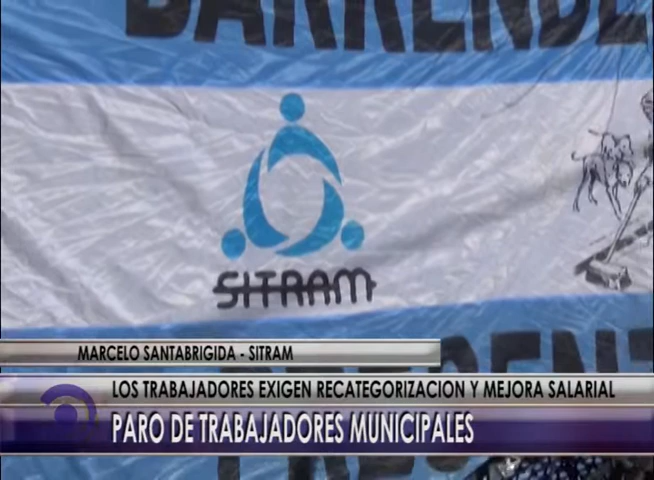 SITRAM
MARCELO SANTABRIGIDA - SITRAM
LOS TRABAJADORES EXIGEN RECATEGORIZACION Y MEJORA SALARIAL
PARO DE TRABAJADORES MUNICIPALES